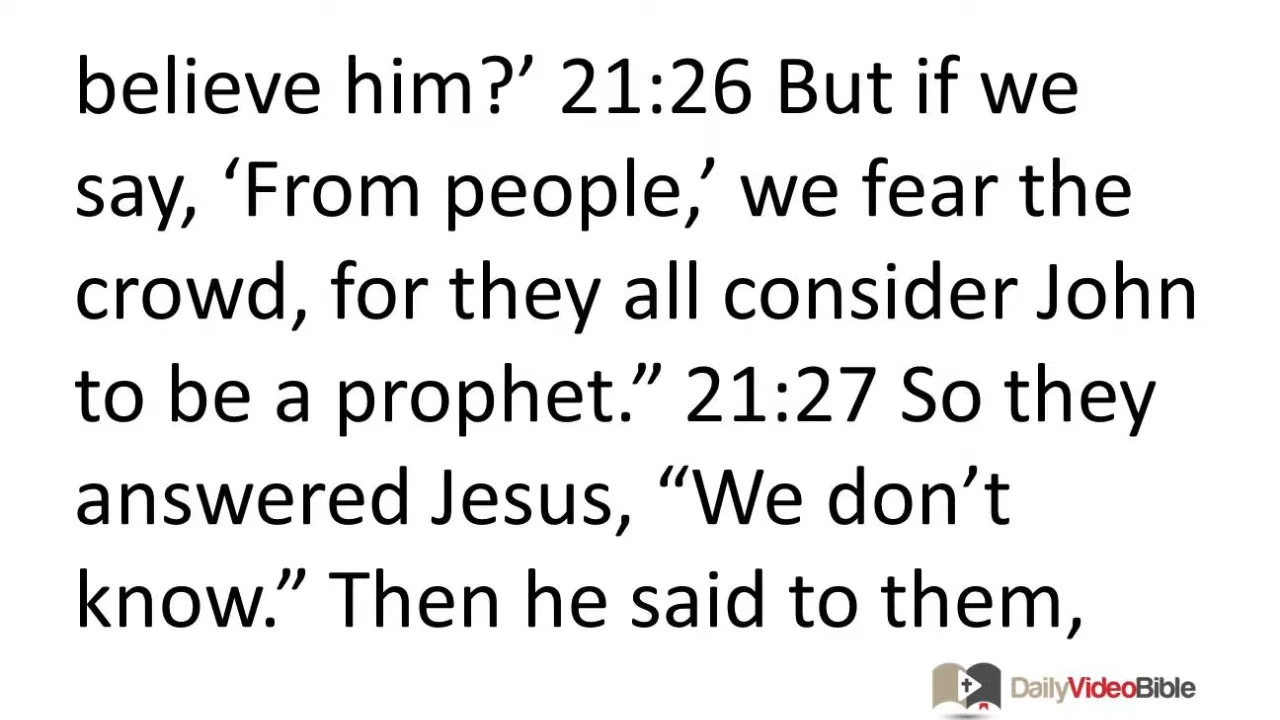 believe him?’ 21:26 But if we
say, ‘From people,’ we fear the
crowd, for they all consider John
to be a prophet.” 21:27 So they
answered Jesus, “We don’t
know.” Then he said to them,
DailyVideoBible